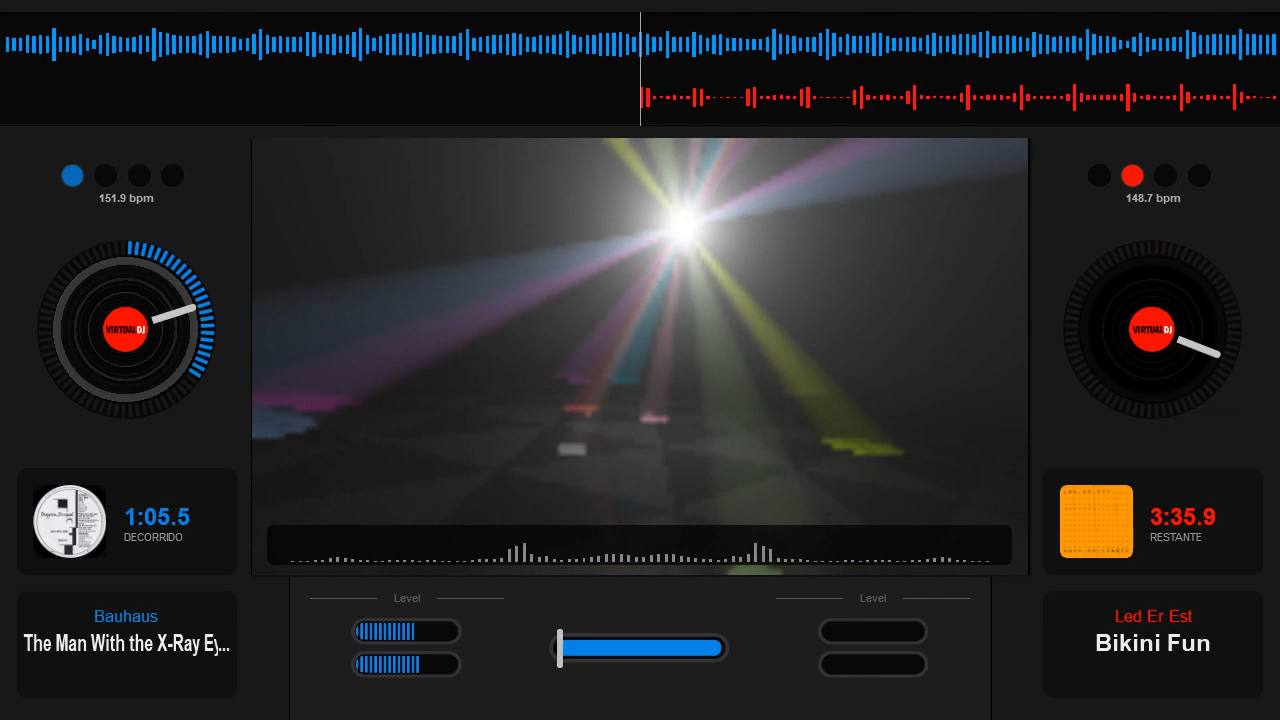 151.9 bpm
148.7 bpm
VIRTUALDJ
VIRTUALDJ
1:05.5
DECORRIDO
3:35.9
RESTANTE
Bauhaus
The Man With the X-Ray Ey...
Level
Level
Led Er Est
Bikini Fun